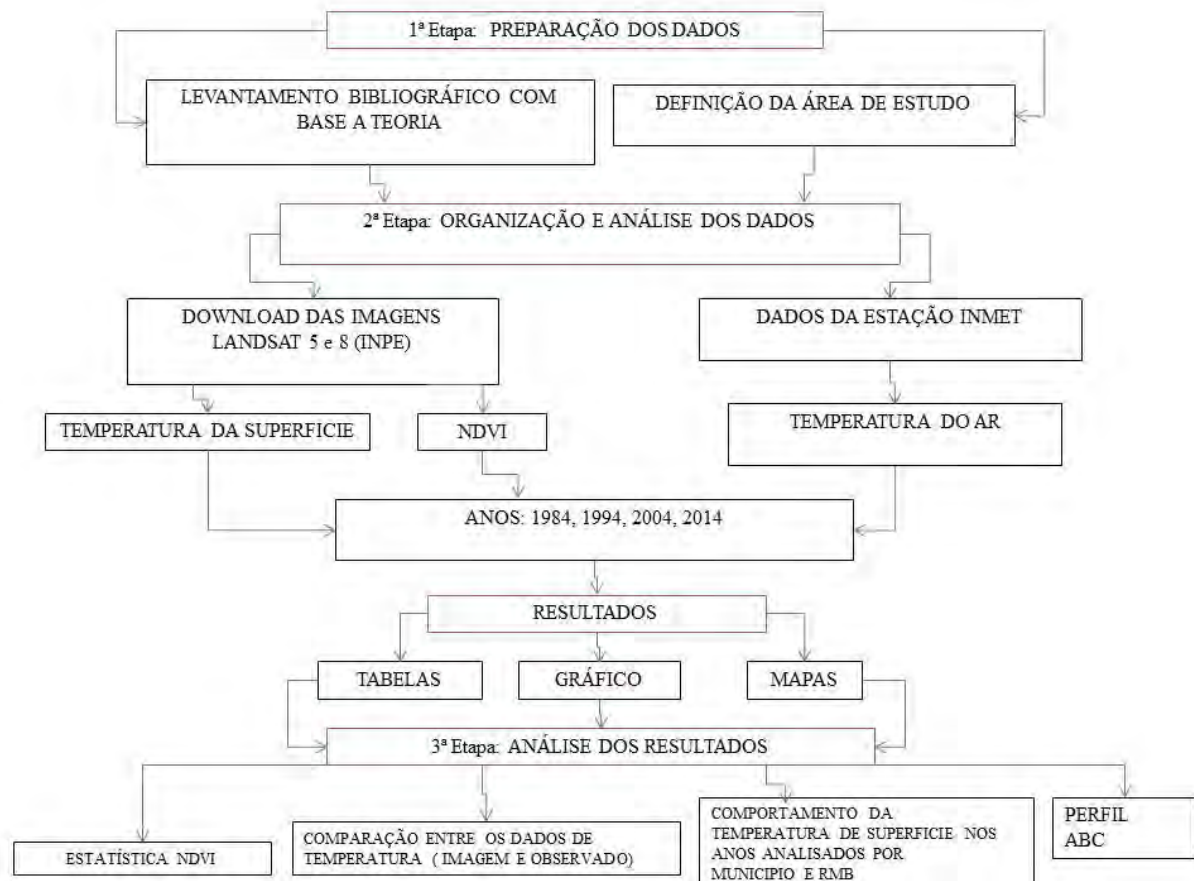 1ª Etapa: PREPARAÇÃO DOS DADOS
LEVANTAMENTO BIBLIOGRÁFICO COM
BASE A TEORIA
DEFINIÇÃO DA ÁREA DE ESTUDO
2ª Etapa: ORGANIZAÇÃO E ANÁLISE DOS DADOS
DOWNLOAD DAS IMAGENS
LANDSAT 5 e 8 (INPE)
DADOS DA ESTAÇÃO INMET
TEMPERATURA DA SUPERFICIE
NDVI
TEMPERATURA DO AR
ANOS: 1984, 1994, 2004, 2014
RESULTADOS
TABELAS
GRÁFICO
MAPAS
3ª Etapa: ANÁLISE DOS RESULTADOS
ESTATÍSTICA NDVI
COMPARAÇÃO ENTRE OS DADOS DE
TEMPERATURA ( IMAGEM E OBSERVADO)
COMPORTAMENTO DA
TEMPERATURA DE SUPERFICIE NOS
ANOS ANALISADOS POR
MUNICIPIO E RMB
PERFIL
ABC